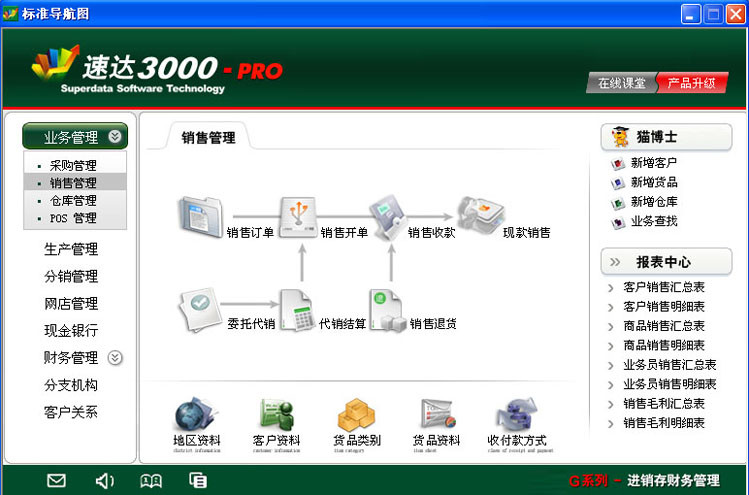 标准导航图
速达3000-PRO
Superdata Software Technology
在线课堂 产品升级
业务管理
采购管理
销售管理
仓库管理
POS 管理
生产管理
分销管理
网店管理
现金银行
财务管理
分支机构
客户关系
销售管理
销售订单 销售开单 销售收款 现款销售
委托代销 代销结算 销售退货
地区资料 客户资料 货品类别 货品资料 收付款方式
district information customer information item category item sheet class of receipt and payment
猫博士
新增客户
新增货品
新增仓库
业务查找
报表中心
客户销售汇总表
客户销售明细表
商品销售汇总表
商品销售明细表
业务员销售汇总表
业务员销售明细表
销售毛利汇总表
销售毛利明细表
G系列 - 进销存财务管理